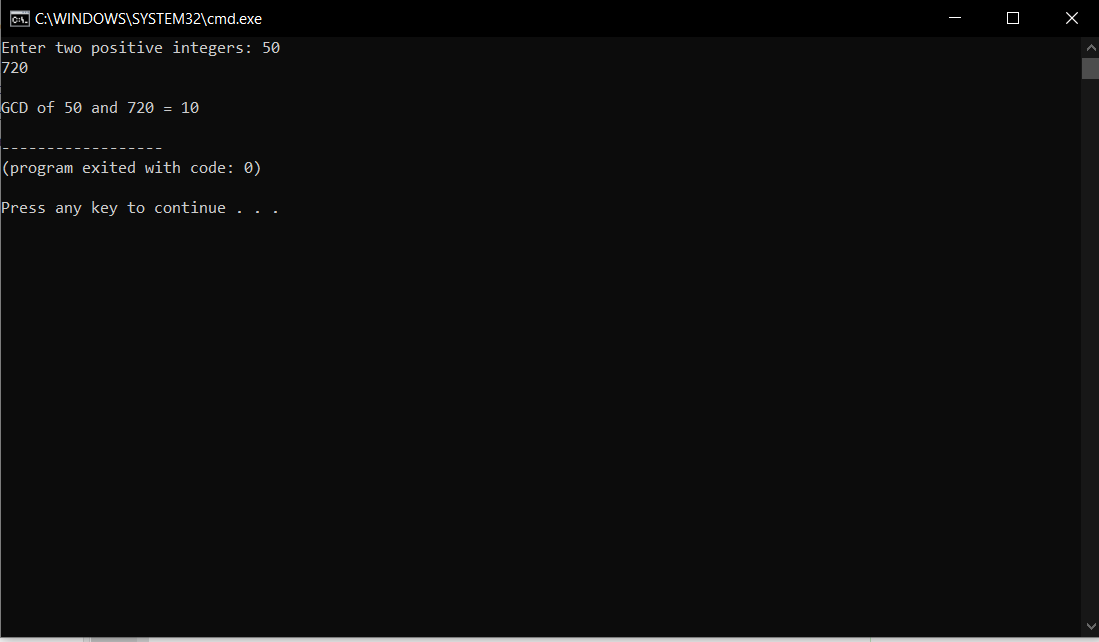 C:\WINDOWS\SYSTEM32\cmd.exe
Enter two positive integers: 50
720
GCD of 50 and 720 = 10
------------------
(program exited with code: 0)
Press any key to continue . . .